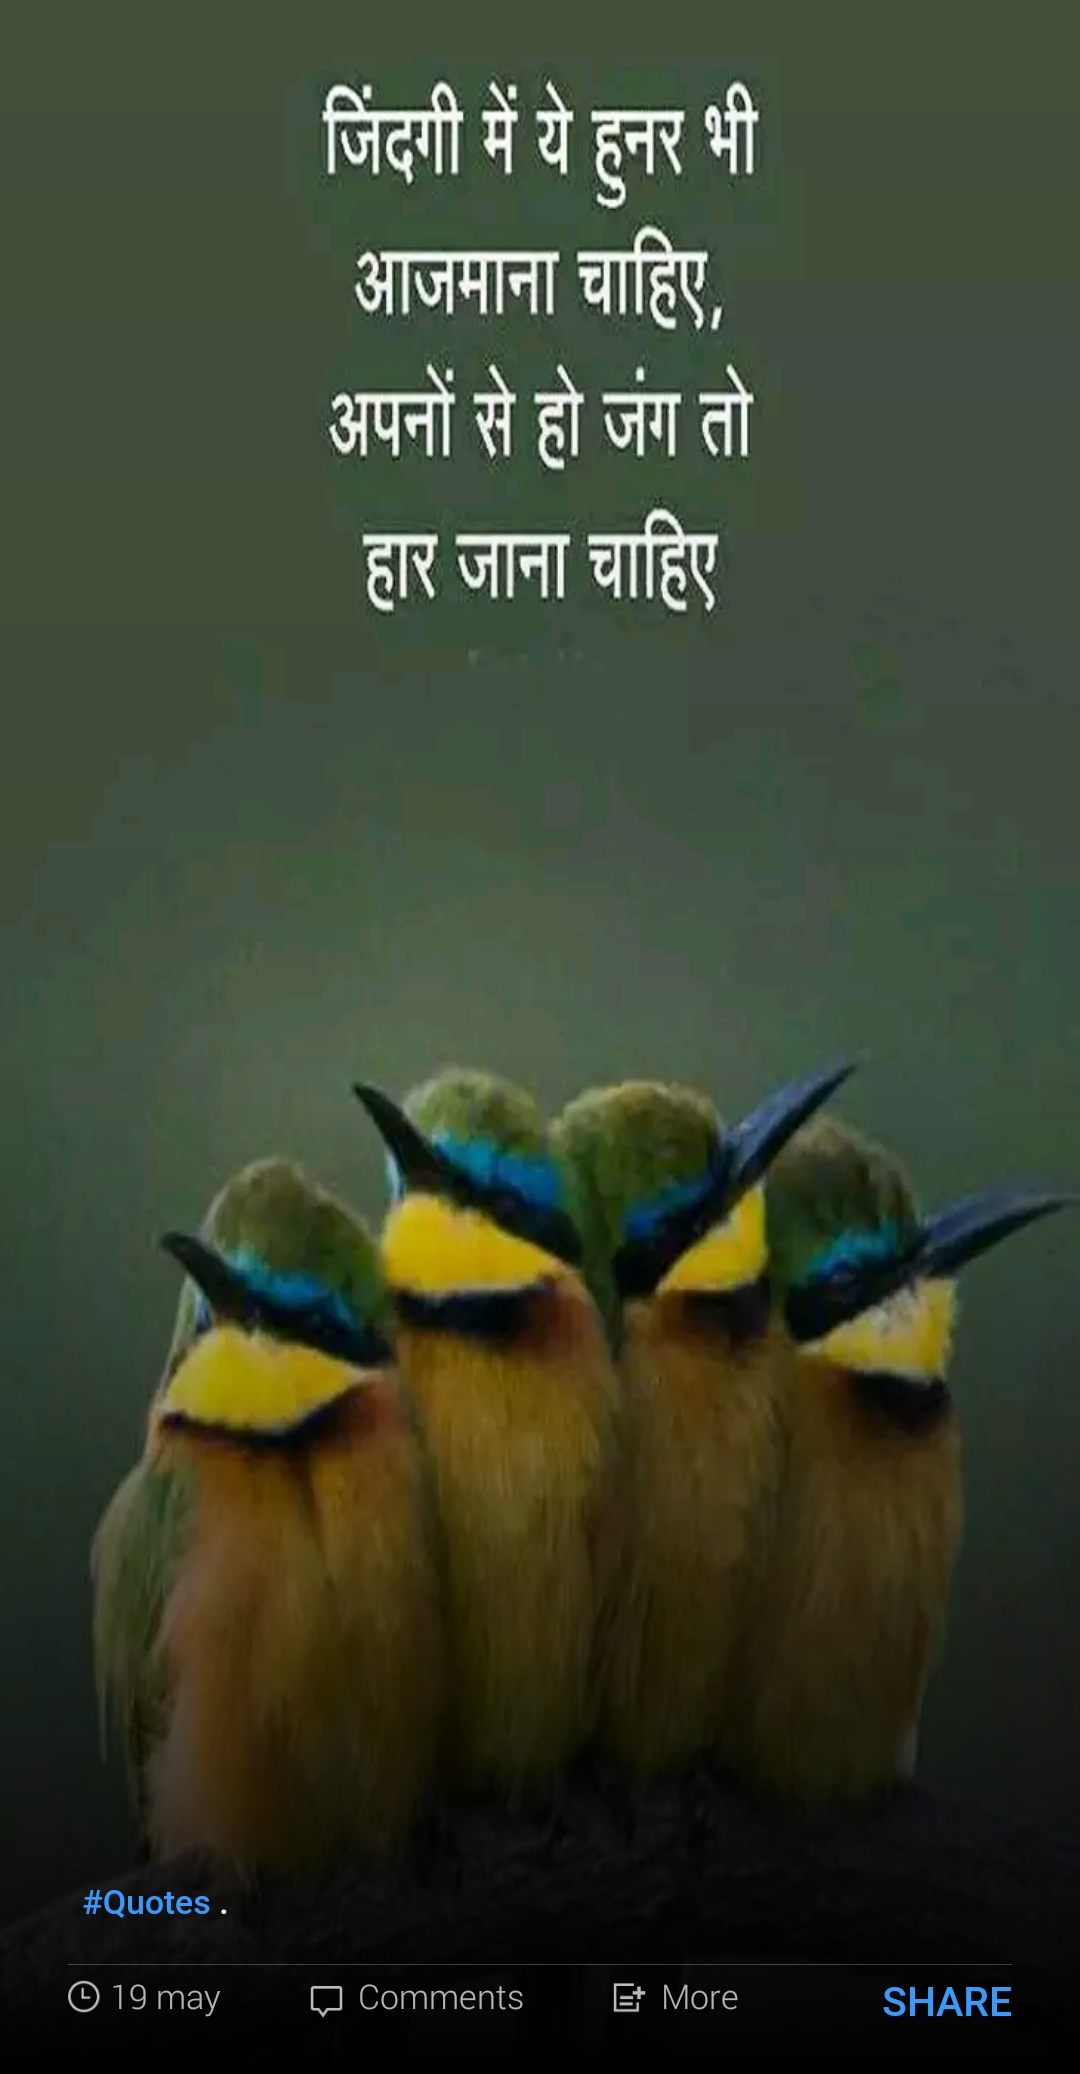 जिंदगी में ये हुनर भी
आजमाना चाहिए,
अपनों से हो जंग तो
हार जाना चाहिए
#Quotes .
19 may
Comments
More
SHARE